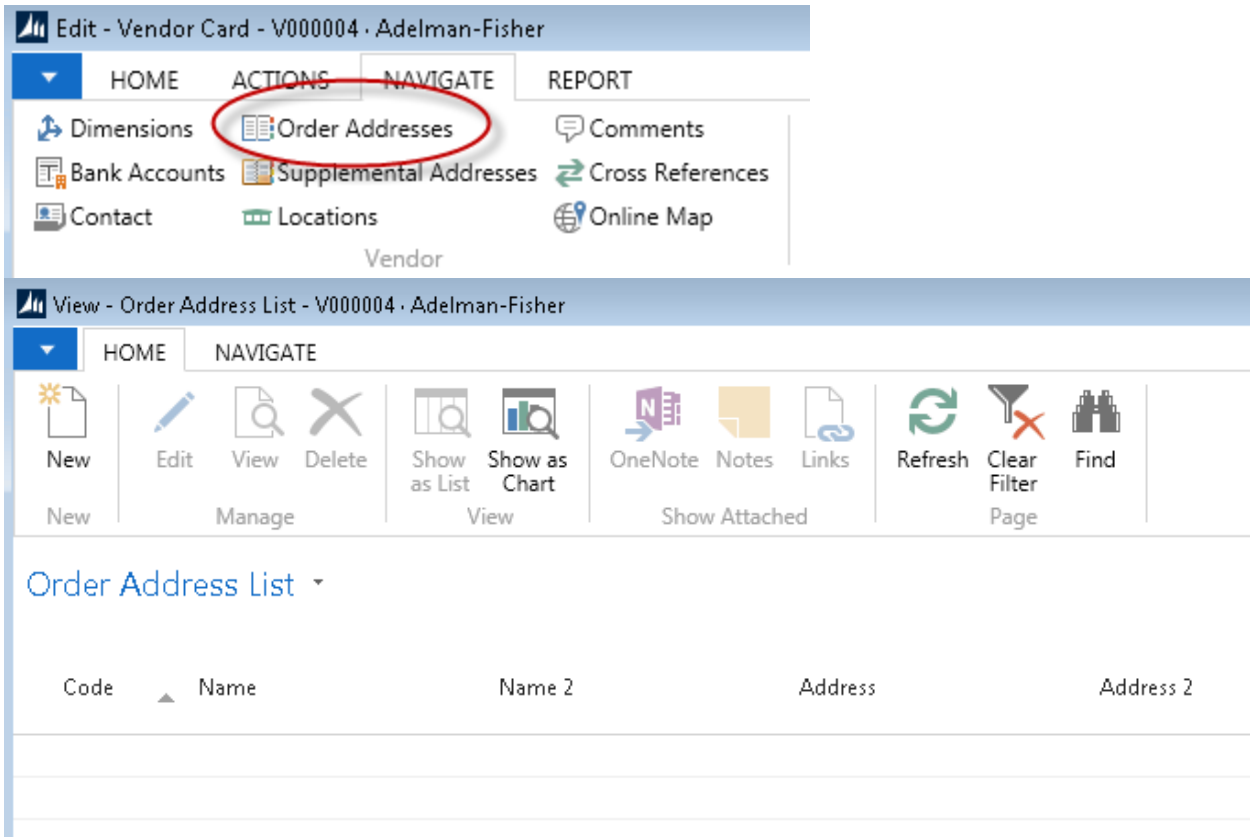 Edit - Vendor Card - V000004 · Adelman-Fisher
HOME ACTIONS NAVIGATE REPORT
Dimensions Order Addresses Comments
Bank Accounts Supplemental Addresses Cross References
Contact Locations Online Map
Vendor
View - Order Address List - V000004 · Adelman-Fisher
HOME NAVIGATE
New Edit View Delete Show as List Show as Chart OneNote Notes Links Refresh Clear Filter Find
New Manage View Show Attached Page
Order Address List
Code Name Name 2 Address Address 2